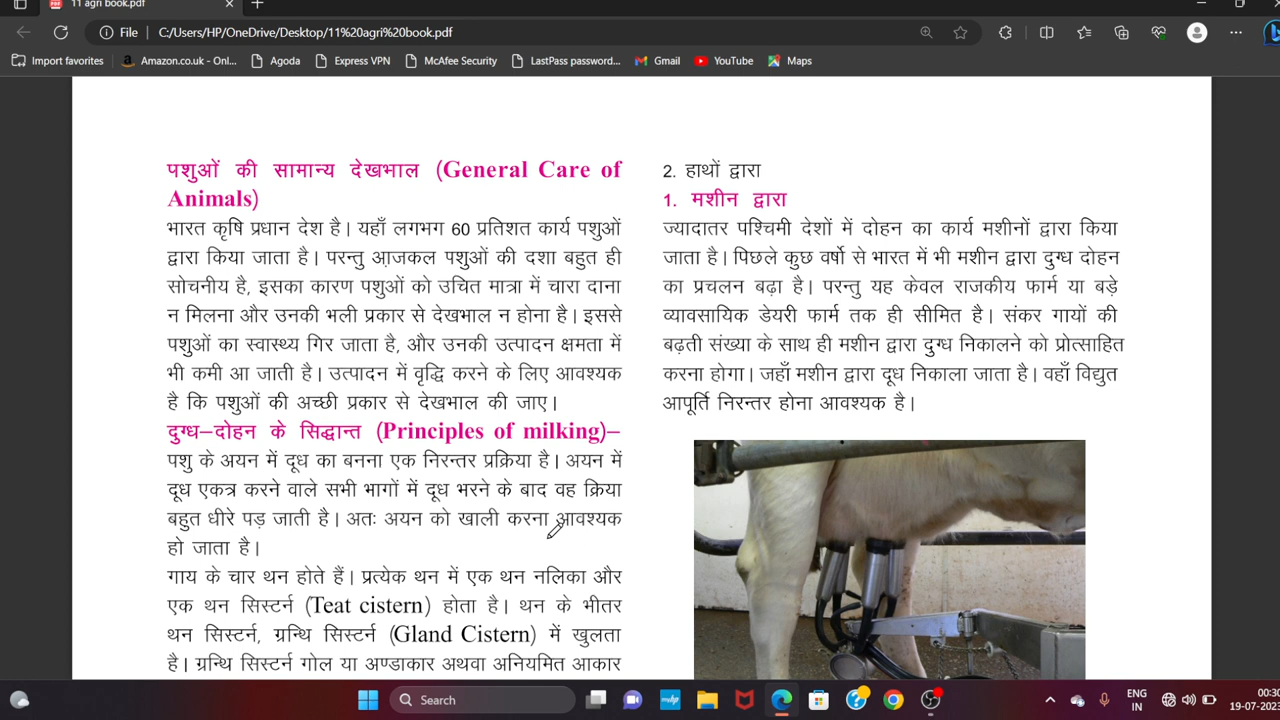 11 agri book.pdf
File
C:/Users/HP/OneDrive/Desktop/11%20agri%20book.pdf
Import favorites
Amazon.co.uk - Onl...
Agoda
Express VPN
McAfee Security
LastPass password...
Gmail
YouTube
Maps
पशुओं की सामान्य देखभाल (General Care of
Animals)
भारत कृषि प्रधान देश है। यहाँ लगभग 60 प्रतिशत कार्य पशुओं
द्वारा किया जाता है। परन्तु आजकल पशुओं की दशा बहुत ही
सोचनीय है, इसका कारण पशुओं को उचित मात्रा में चारा दाना
न मिलना और उनकी भली प्रकार से देखभाल न होना है। इससे
पशुओं का स्वास्थ्य गिर जाता है, और उनकी उत्पादन क्षमता में
भी कमी आ जाती है। उत्पादन में वृद्धि करने के लिए आवश्यक
है कि पशुओं की अच्छी प्रकार से देखभाल की जाए।
दुग्ध–दोहन के सिद्धान्त (Principles of milking)–
पशु के अयन में दूध का बनना एक निरन्तर प्रक्रिया है। अयन में
दूध एकत्र करने वाले सभी भागों में दूध भरने के बाद वह क्रिया
बहुत धीरे पड़ जाती है। अतः अयन को खाली करना आवश्यक
हो जाता है।
गाय के चार थन होते हैं। प्रत्येक थन में एक थन नलिका और
एक थन सिस्टर्न (Teat cistern) होता है। थन के भीतर
थन सिस्टर्न, ग्रन्थि सिस्टर्न (Gland Cistern) में खुलता
है। ग्रन्थि सिस्टर्न गोल या अण्डाकार अथवा अनियमित आकार
2. हाथों द्वारा
1. मशीन द्वारा
ज्यादातर पश्चिमी देशों में दोहन का कार्य मशीनों द्वारा किया
जाता है। पिछले कुछ वर्षो से भारत में भी मशीन द्वारा दुग्ध दोहन
का प्रचलन बढ़ा है। परन्तु यह केवल राजकीय फार्म या बड़े
व्यावसायिक डेयरी फार्म तक ही सीमित है। संकर गायों की
बढ़ती संख्या के साथ ही मशीन द्वारा दुग्ध निकालने को प्रोत्साहित
करना होगा। जहाँ मशीन द्वारा दूध निकाला जाता है। वहाँ विद्युत
आपूर्ति निरन्तर होना आवश्यक है।
Search
ENG
IN
00:30
19-07-2023